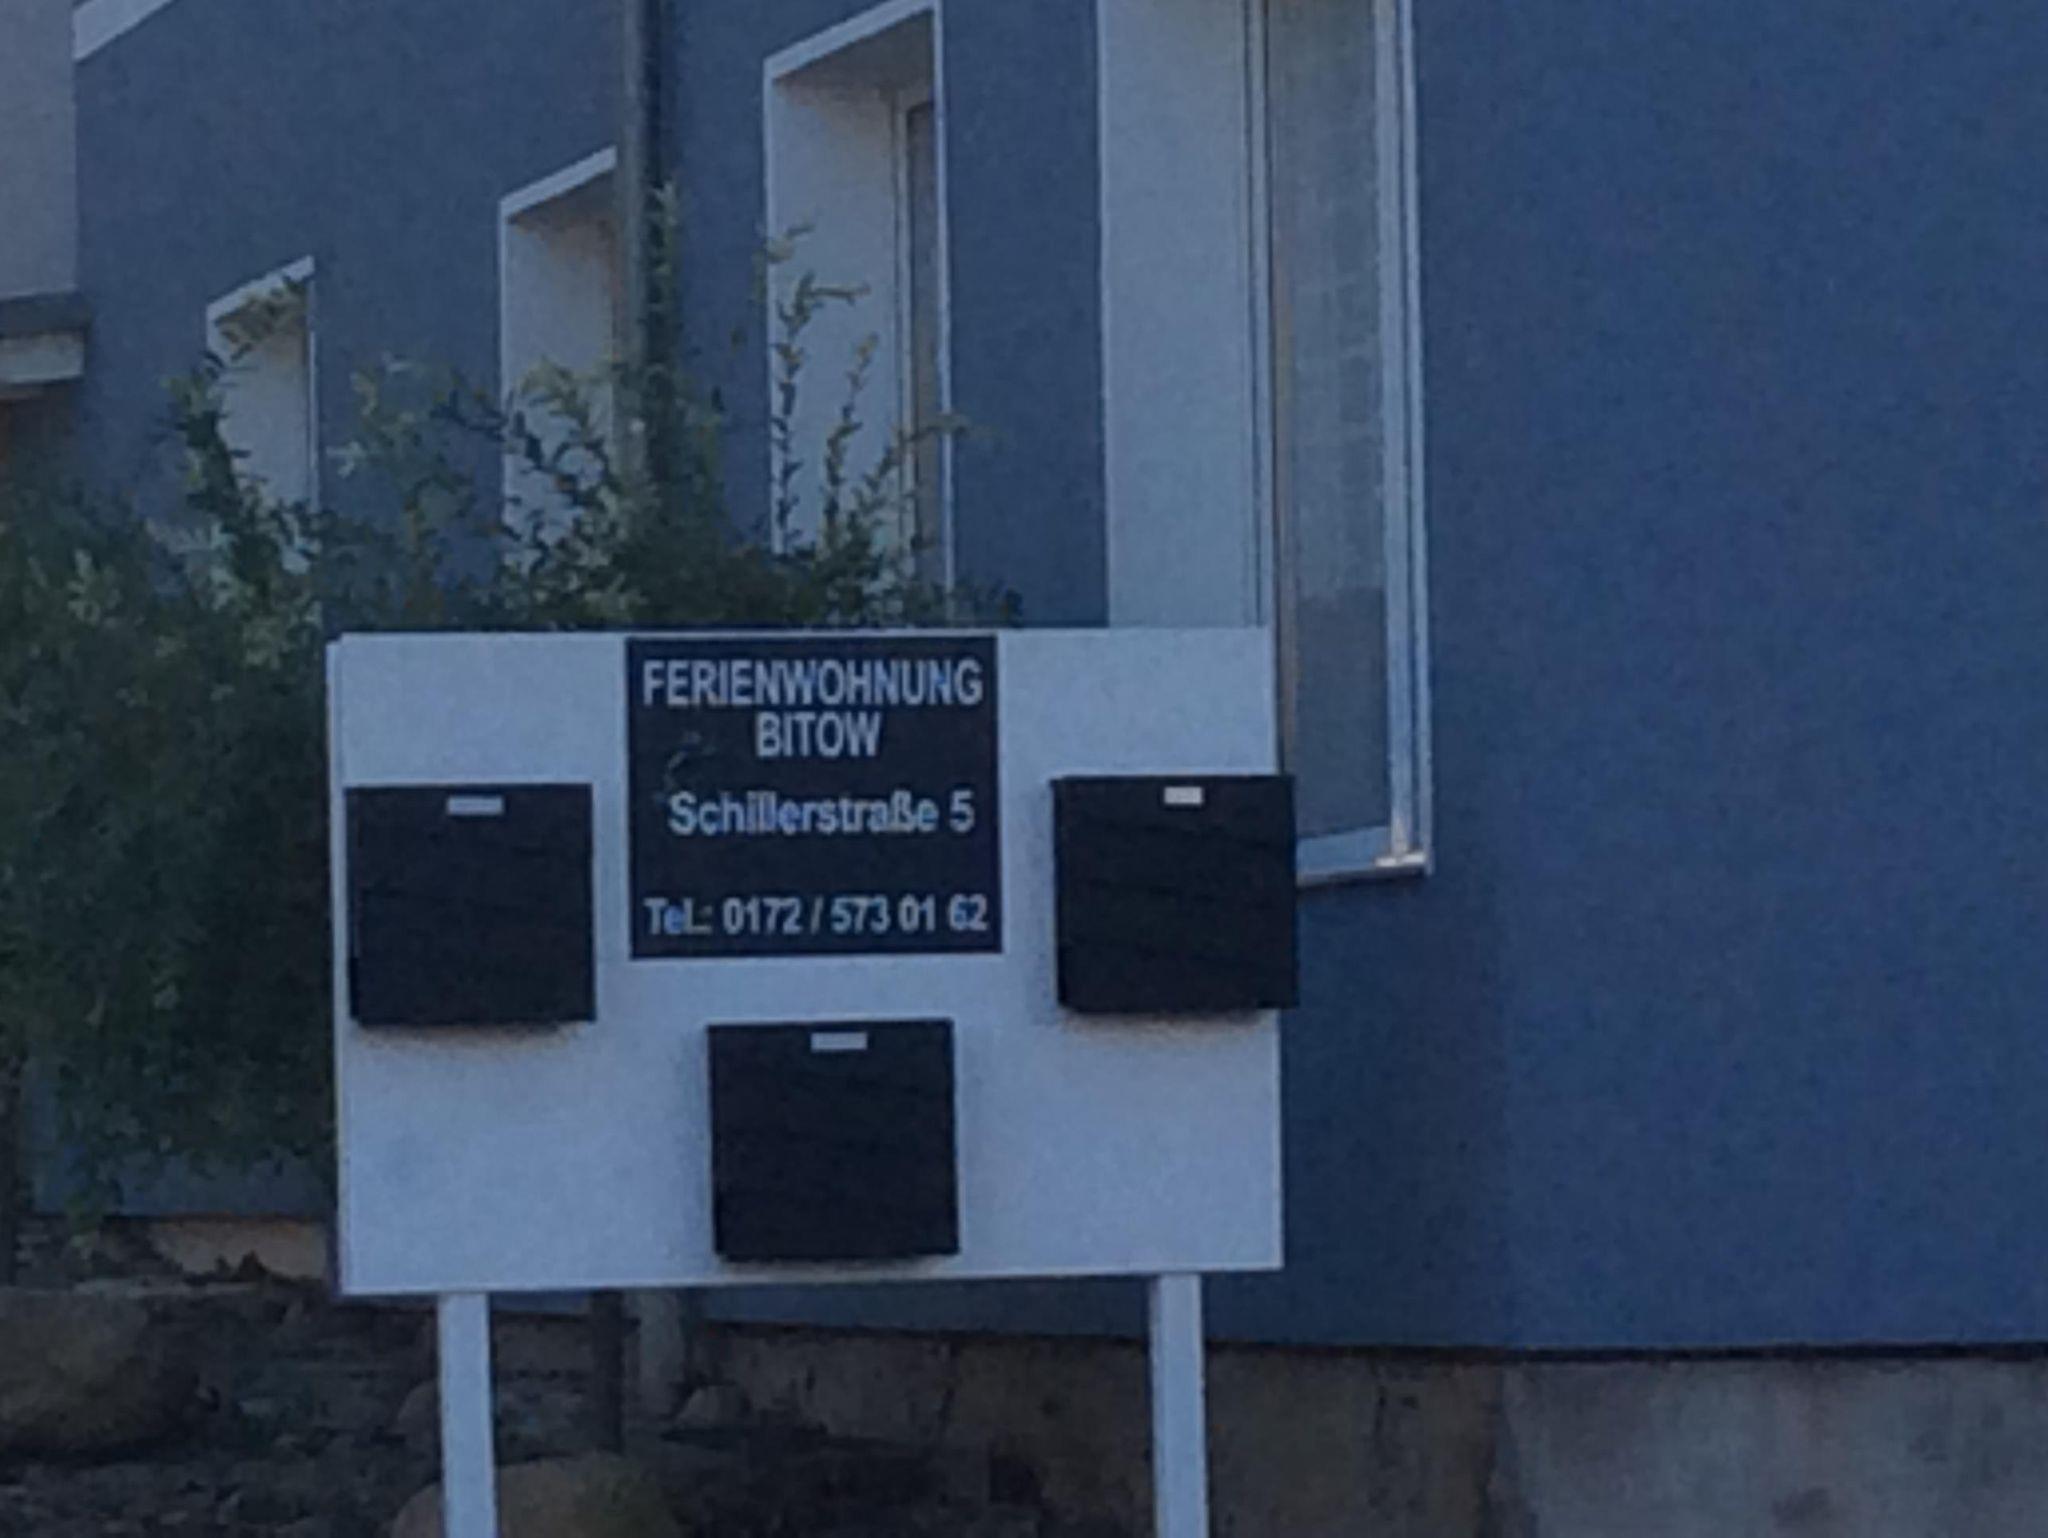 FERIENWOHNUNG
BITOW
Schillerstraße 5
Tel.: 0172 / 573 01 62